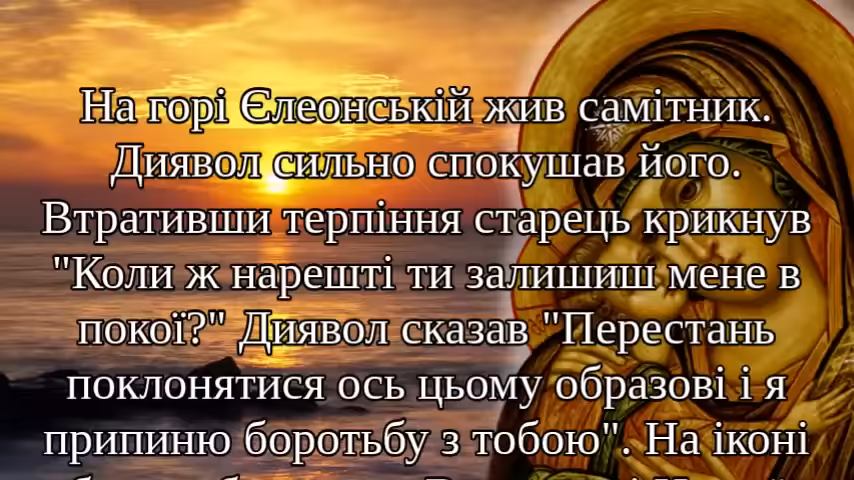 На горі Єлеонській жив самітник.
Диявол сильно спокушав його.
Втративши терпіння старець крикнув
"Коли ж нарешті ти залишиш мене в
покої?" Диявол сказав "Перестань
поклонятися ось цьому образові і я
припиню боротьбу з тобою". На іконі